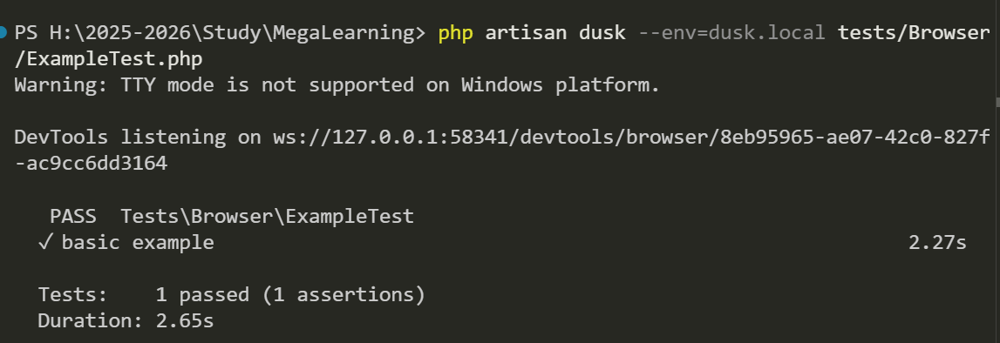 PS H:\2025-2026\Study\MegaLearning> php artisan dusk --env=dusk.local tests/Browser
/ExampleTest.php
Warning: TTY mode is not supported on Windows platform.
DevTools listening on ws://127.0.0.1:58341/devtools/browser/8eb95965-ae07-42c0-827f
-ac9cc6dd3164
PASS  Tests\Browser\ExampleTest
✓ basic example 2.27s
Tests:    1 passed (1 assertions)
Duration: 2.65s